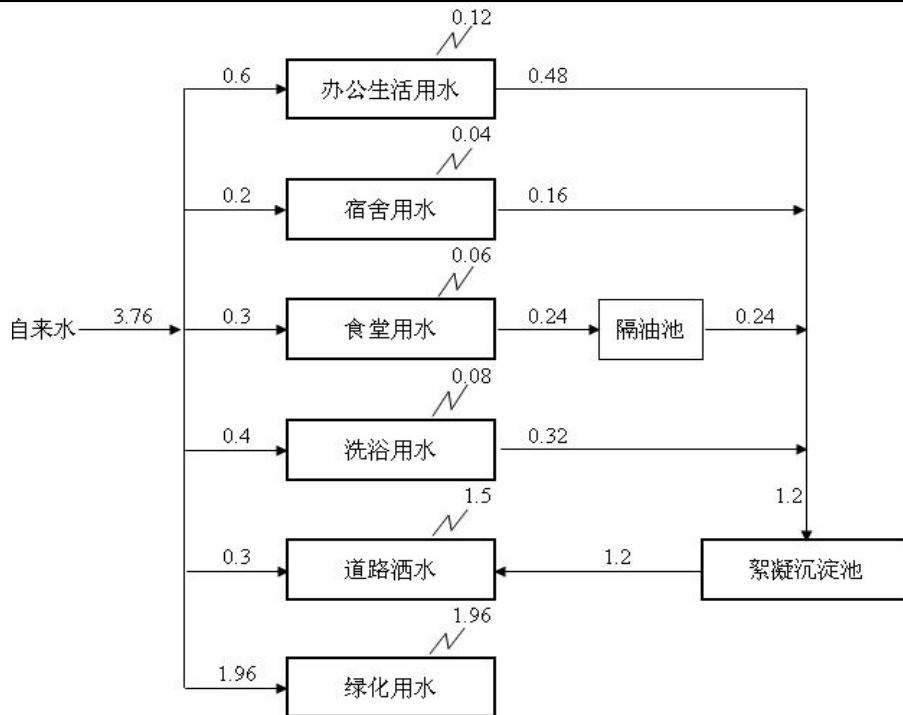 0.12
0.6
办公生活用水
0.48
0.04
0.2
宿舍用水
0.16
0.06
自来水
3.76
0.3
食堂用水
0.24
隔油池
0.24
0.08
0.4
洗浴用水
0.32
1.5
1.2
0.3
道路洒水
1.2
絮凝沉淀池
1.96
1.96
绿化用水